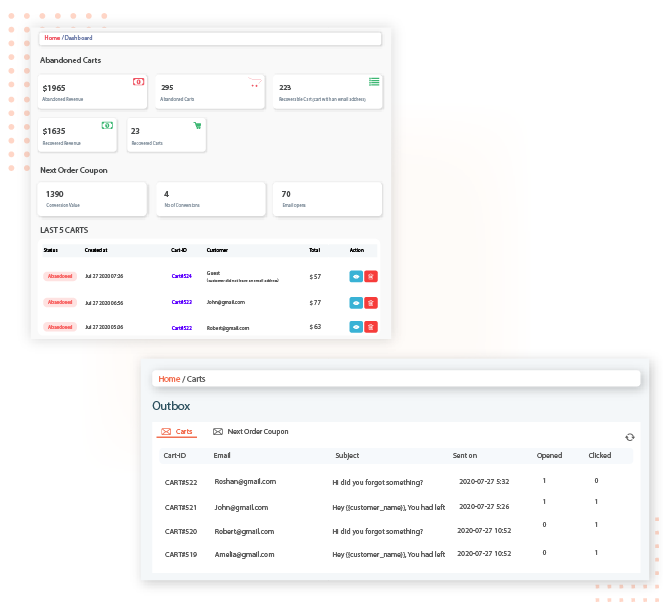 Home / Dashboard
Abandoned Carts
$1965
Abandoned Revenue
295
Abandoned Carts
223
Recoverable Cart(cart with an email address)
$1635
Recovered Revenue
23
Recovered Carts
Next Order Coupon
1390
Conversion Value
4
No of Conversions
70
Email opens
LAST 5 CARTS
Status Created at Cart-ID Customer Total Action
Abandoned Jul 27 2020 07:26 Cart#524 Guest $ 57
(customer did not leave an email address)
Abandoned Jul 27 2020 06:56 Cart#523 John@gmail.com $ 77
Abandoned Jul 27 2020 05:06 Cart#522 Robert@gmail.com $ 63
Home / Carts
Outbox
Carts Next Order Coupon
Cart-ID Email Subject Sent on Opened Clicked
CART#522 Roshan@gmail.com Hi did you forgot something? 2020-07-27 5:32 1 0
CART#521 John@gmail.com Hey {{customer_name}}, You had left 2020-07-27 5:26 1 1
CART#520 Robert@gmail.com Hi did you forgot something? 2020-07-27 10:52 0 1
CART#519 Amelia@gmail.com Hey {{customer_name}}, You had left 2020-07-27 10:52 0 1